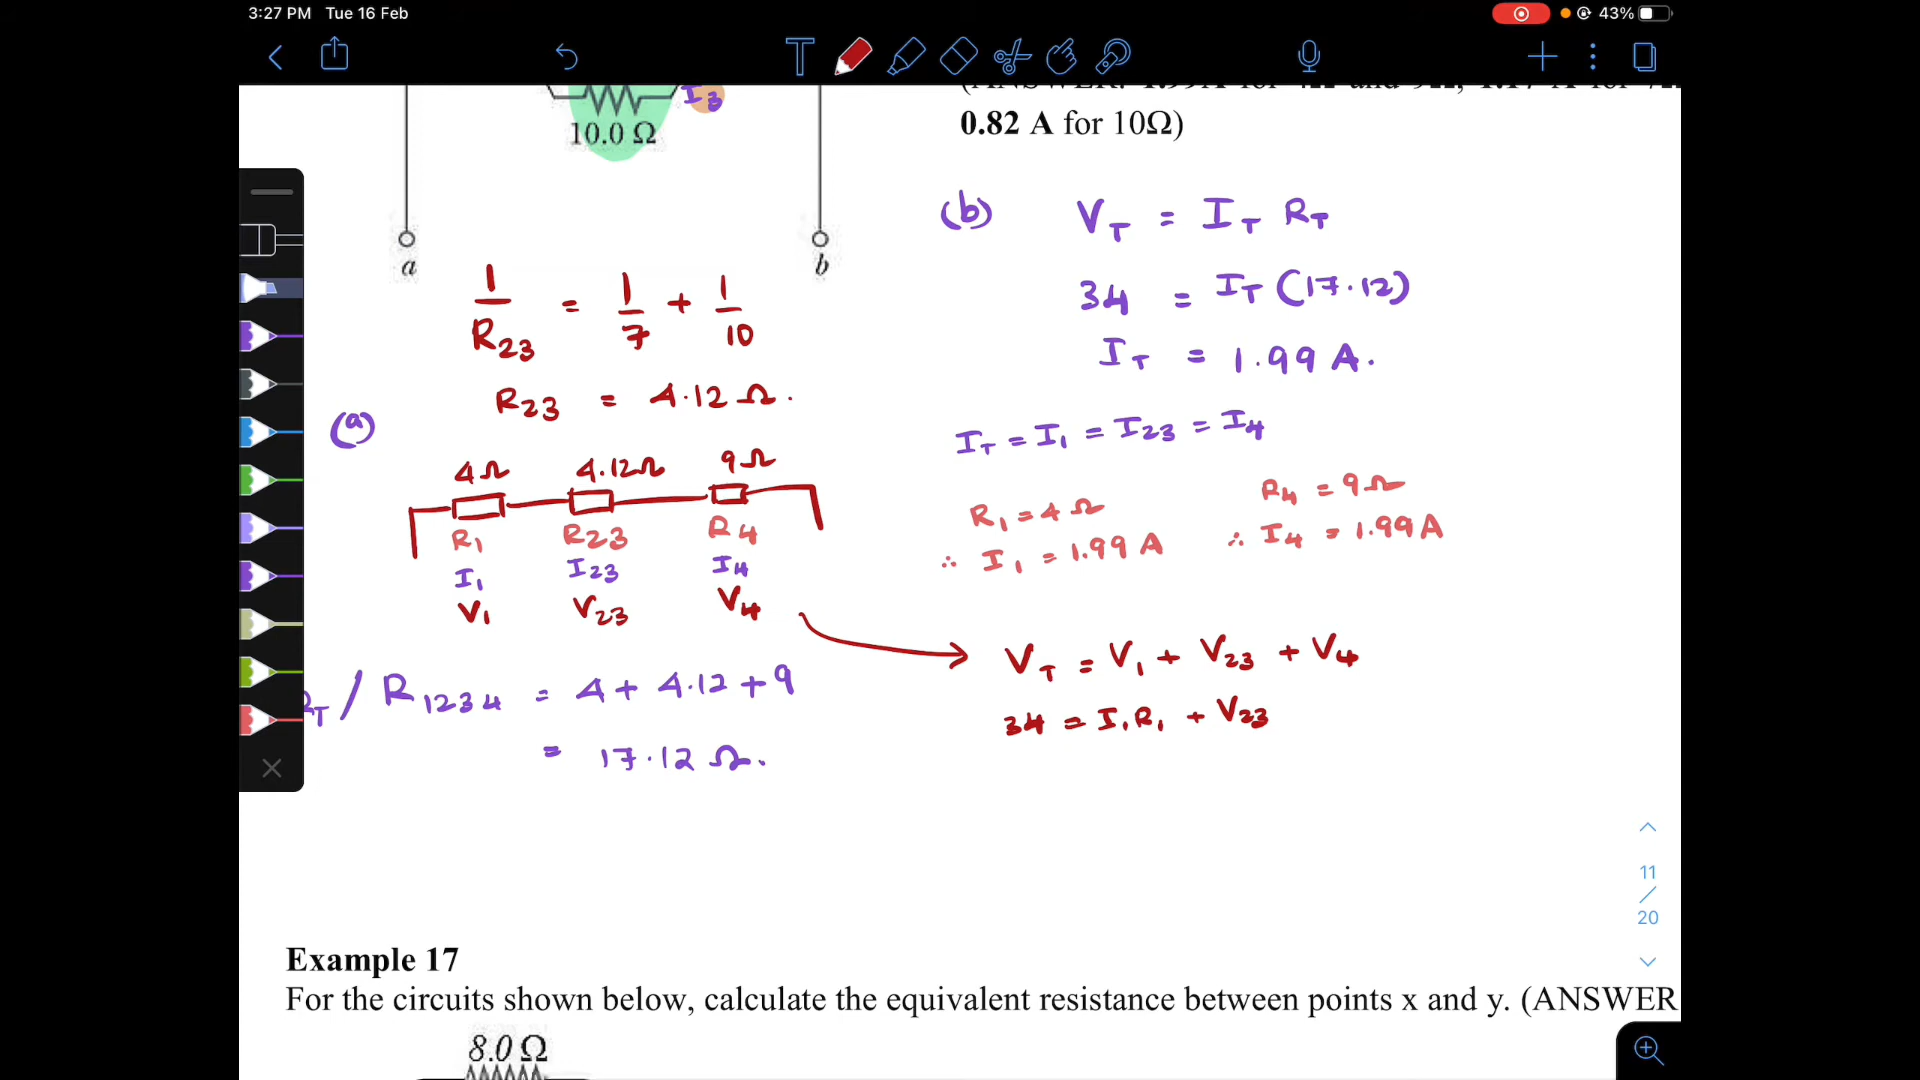 3:27 PM Tue 16 Feb
43%
I3
10.0 Ω
a
b
0.82 A for 10Ω)
1/R23 = 1/7 + 1/10
R23 = 4.12 Ω.
(a)
4Ω 4.12Ω 9Ω
R1 R23 R4
I1 I23 I4
V1 V23 V4
/ R1234 = 4 + 4.12 + 9
= 17.12 Ω.
(b) VT = IT RT
34 = IT (17.12)
IT = 1.99 A.
IT = I1 = I23 = I4
R1 = 4 Ω
∴ I1 = 1.99 A
R4 = 9Ω
∴ I4 = 1.99 A
VT = V1 + V23 + V4
34 = I1R1 + V23
11
/
20
Example 17
For the circuits shown below, calculate the equivalent resistance between points x and y. (ANSWER
8.0 Ω